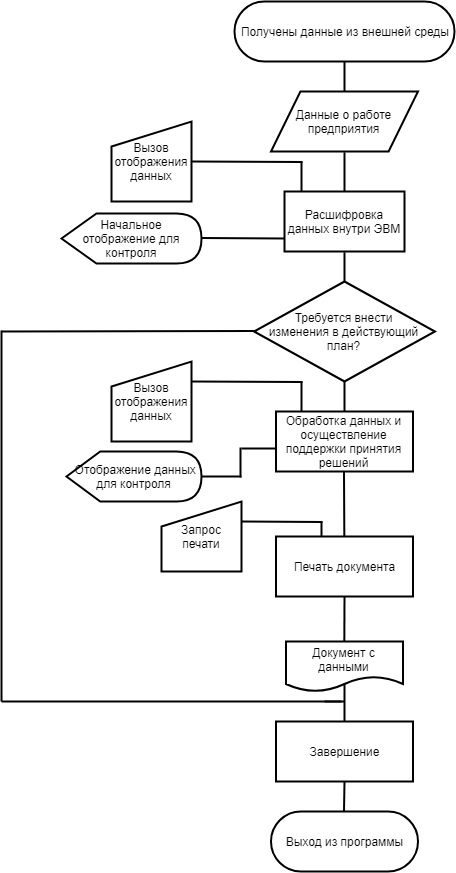 Получены данные из внешней среды
Данные о работе
предприятия
Вызов
отображения
данных
Расшифровка
данных внутри ЭВМ
Начальное
отображение для
контроля
Требуется внести
изменения в действующий
план?
Вызов
отображения
данных
Обработка данных и
осуществление
поддержки принятия
решений
Отображение данных
для контроля
Запрос
печати
Печать документа
Документ с
данными
Завершение
Выход из программы